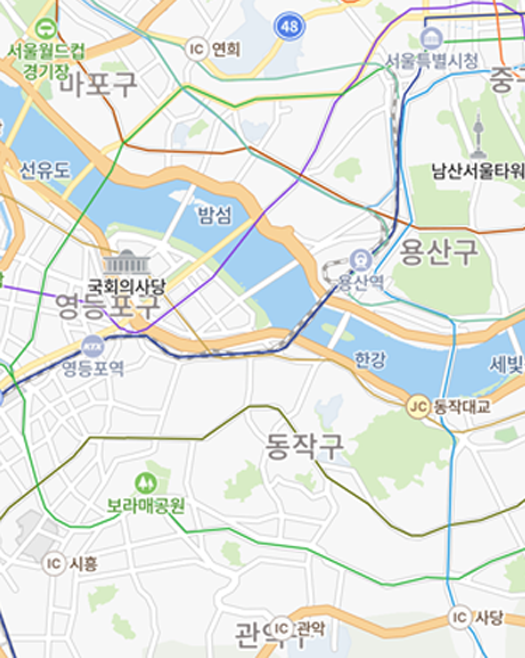 48
서울월드컵
경기장
IC 연희
서울특별시청
마포구
중구
선유도
남산서울타워
밤섬
용산구
국회의사당
용산역
영등포구
ATX
영등포역
한강
세빛
JC 동작대교
동작구
보라매공원
IC 시흥
IC 사당
IC 관악